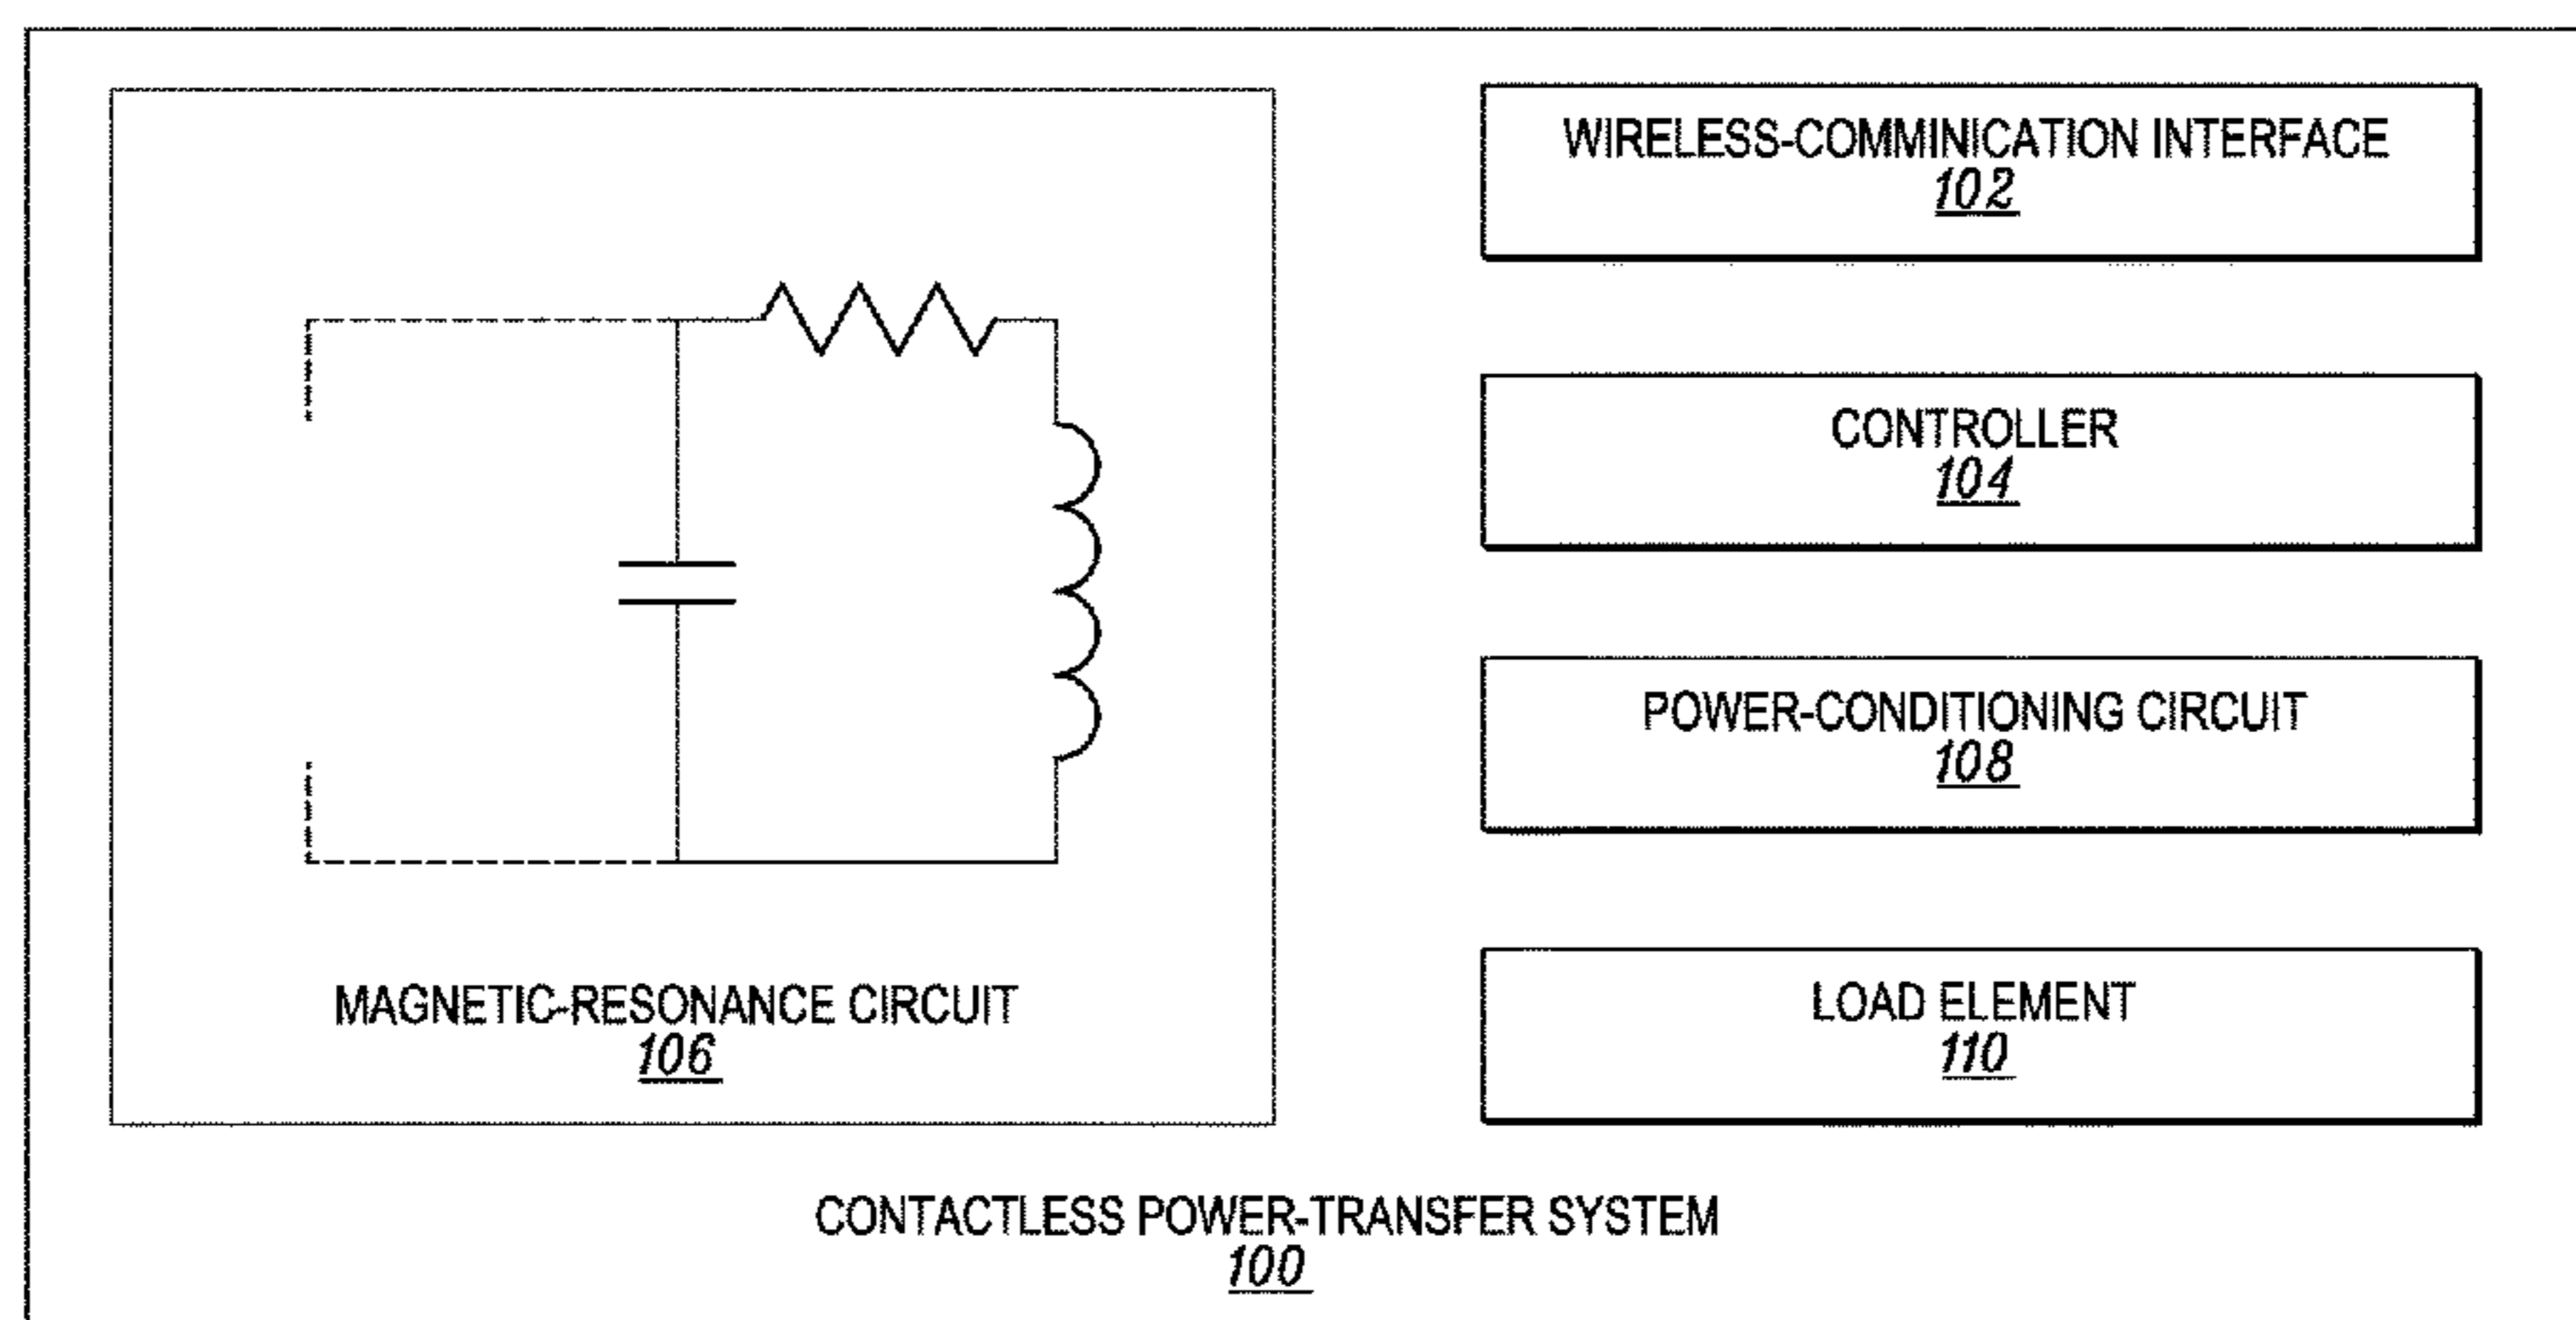 WIRELESS-COMMINICATION INTERFACE
102
CONTROLLER
104
POWER-CONDITIONING CIRCUIT
108
LOAD ELEMENT
110
MAGNETIC-RESONANCE CIRCUIT
106
CONTACTLESS POWER-TRANSFER SYSTEM
100